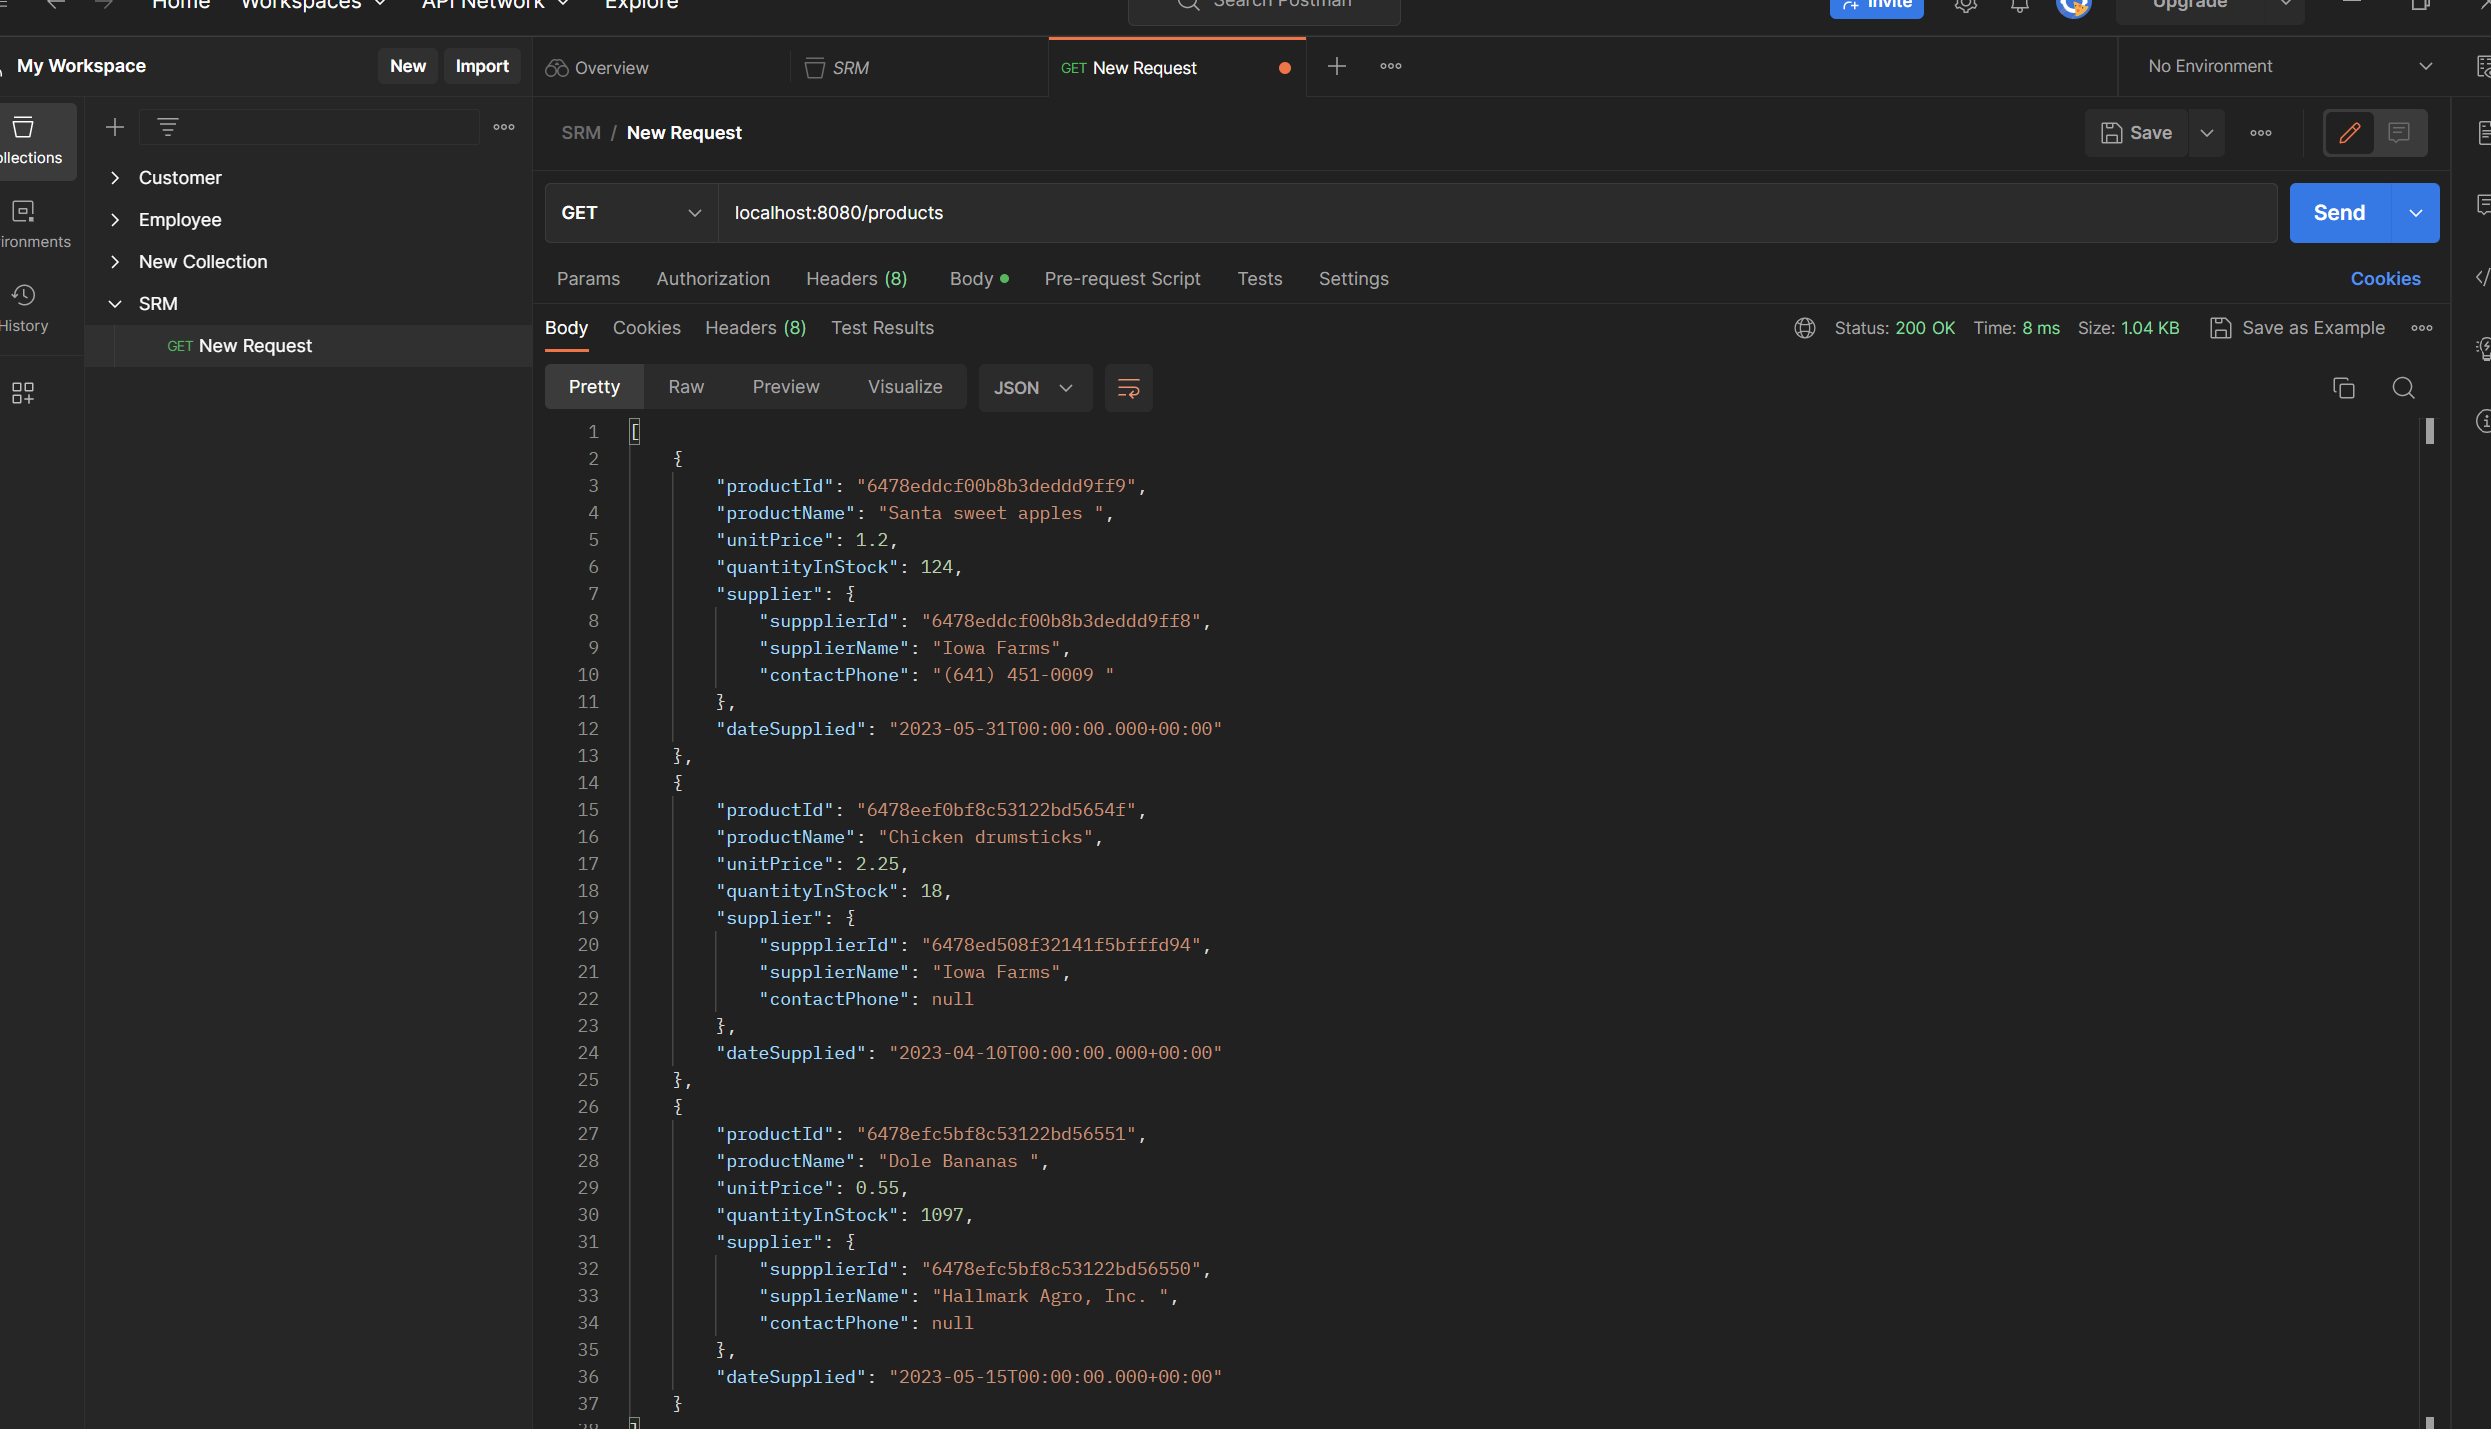 Home Workspaces API Network Explore Search Postman Invite Upgrade
My Workspace New Import Overview SRM GET New Request No Environment
Customer
Employee
New Collection
SRM
GET New Request
History
SRM / New Request Save
GET localhost:8080/products Send
Params Authorization Headers (8) Body Pre-request Script Tests Settings Cookies
Body Cookies Headers (8) Test Results Status: 200 OK Time: 8 ms Size: 1.04 KB Save as Example
Pretty Raw Preview Visualize JSON
1 [
2 {
3 "productId": "6478eddcf00b8b3deddd9ff9",
4 "productName": "Santa sweet apples ",
5 "unitPrice": 1.2,
6 "quantityInStock": 124,
7 "supplier": {
8 "suppplierId": "6478eddcf00b8b3deddd9ff8",
9 "supplierName": "Iowa Farms",
10 "contactPhone": "(641) 451-0009 "
11 },
12 "dateSupplied": "2023-05-31T00:00:00.000+00:00"
13 },
14 {
15 "productId": "6478eef0bf8c53122bd5654f",
16 "productName": "Chicken drumsticks",
17 "unitPrice": 2.25,
18 "quantityInStock": 18,
19 "supplier": {
20 "suppplierId": "6478ed508f32141f5bfffd94",
21 "supplierName": "Iowa Farms",
22 "contactPhone": null
23 },
24 "dateSupplied": "2023-04-10T00:00:00.000+00:00"
25 },
26 {
27 "productId": "6478efc5bf8c53122bd56551",
28 "productName": "Dole Bananas ",
29 "unitPrice": 0.55,
30 "quantityInStock": 1097,
31 "supplier": {
32 "suppplierId": "6478efc5bf8c53122bd56550",
33 "supplierName": "Hallmark Agro, Inc. ",
34 "contactPhone": null
35 },
36 "dateSupplied": "2023-05-15T00:00:00.000+00:00"
37 }
38 ]